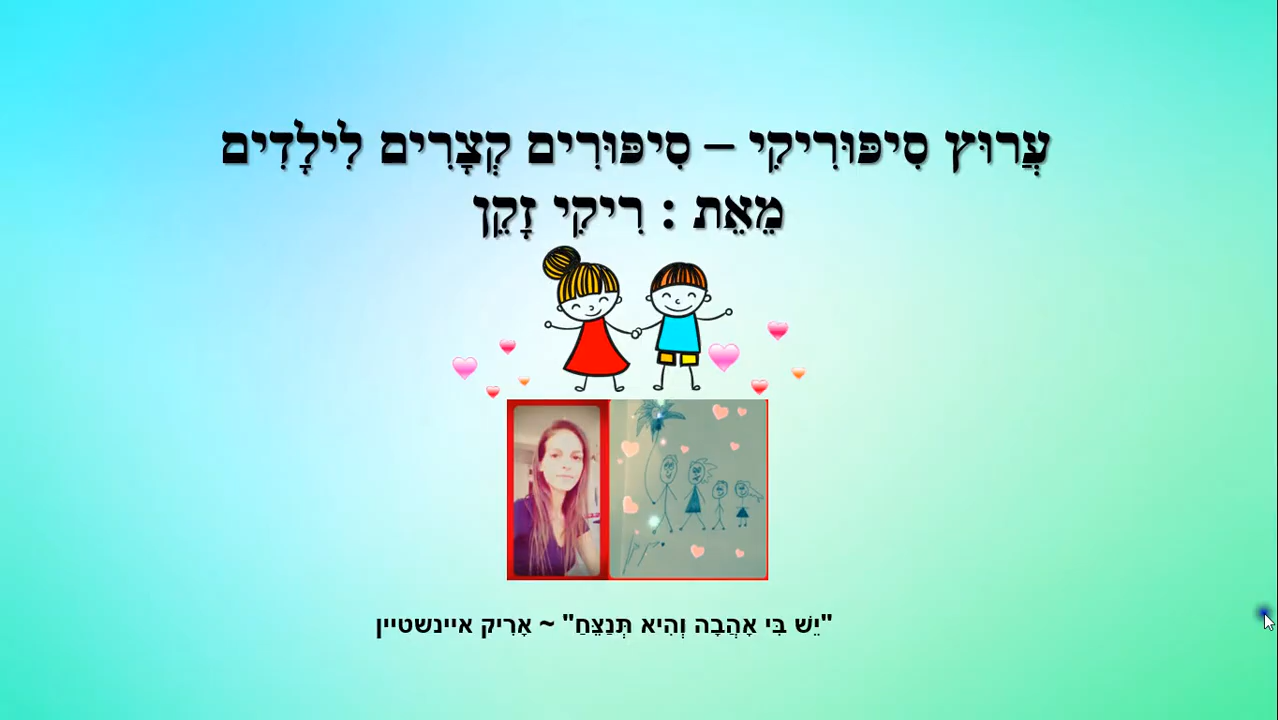 עֲרוּץ סִיפּוּרִיקִי – סִיפּוּרִים קְצָרִים לִילָדִים
מֵאֵת : רִיקִי זָקֵן
"יֵשׁ בִּי אָהֲבָה וְהִיא תְּנַצֵּחַ" ~ אָרִיק איינשטיין